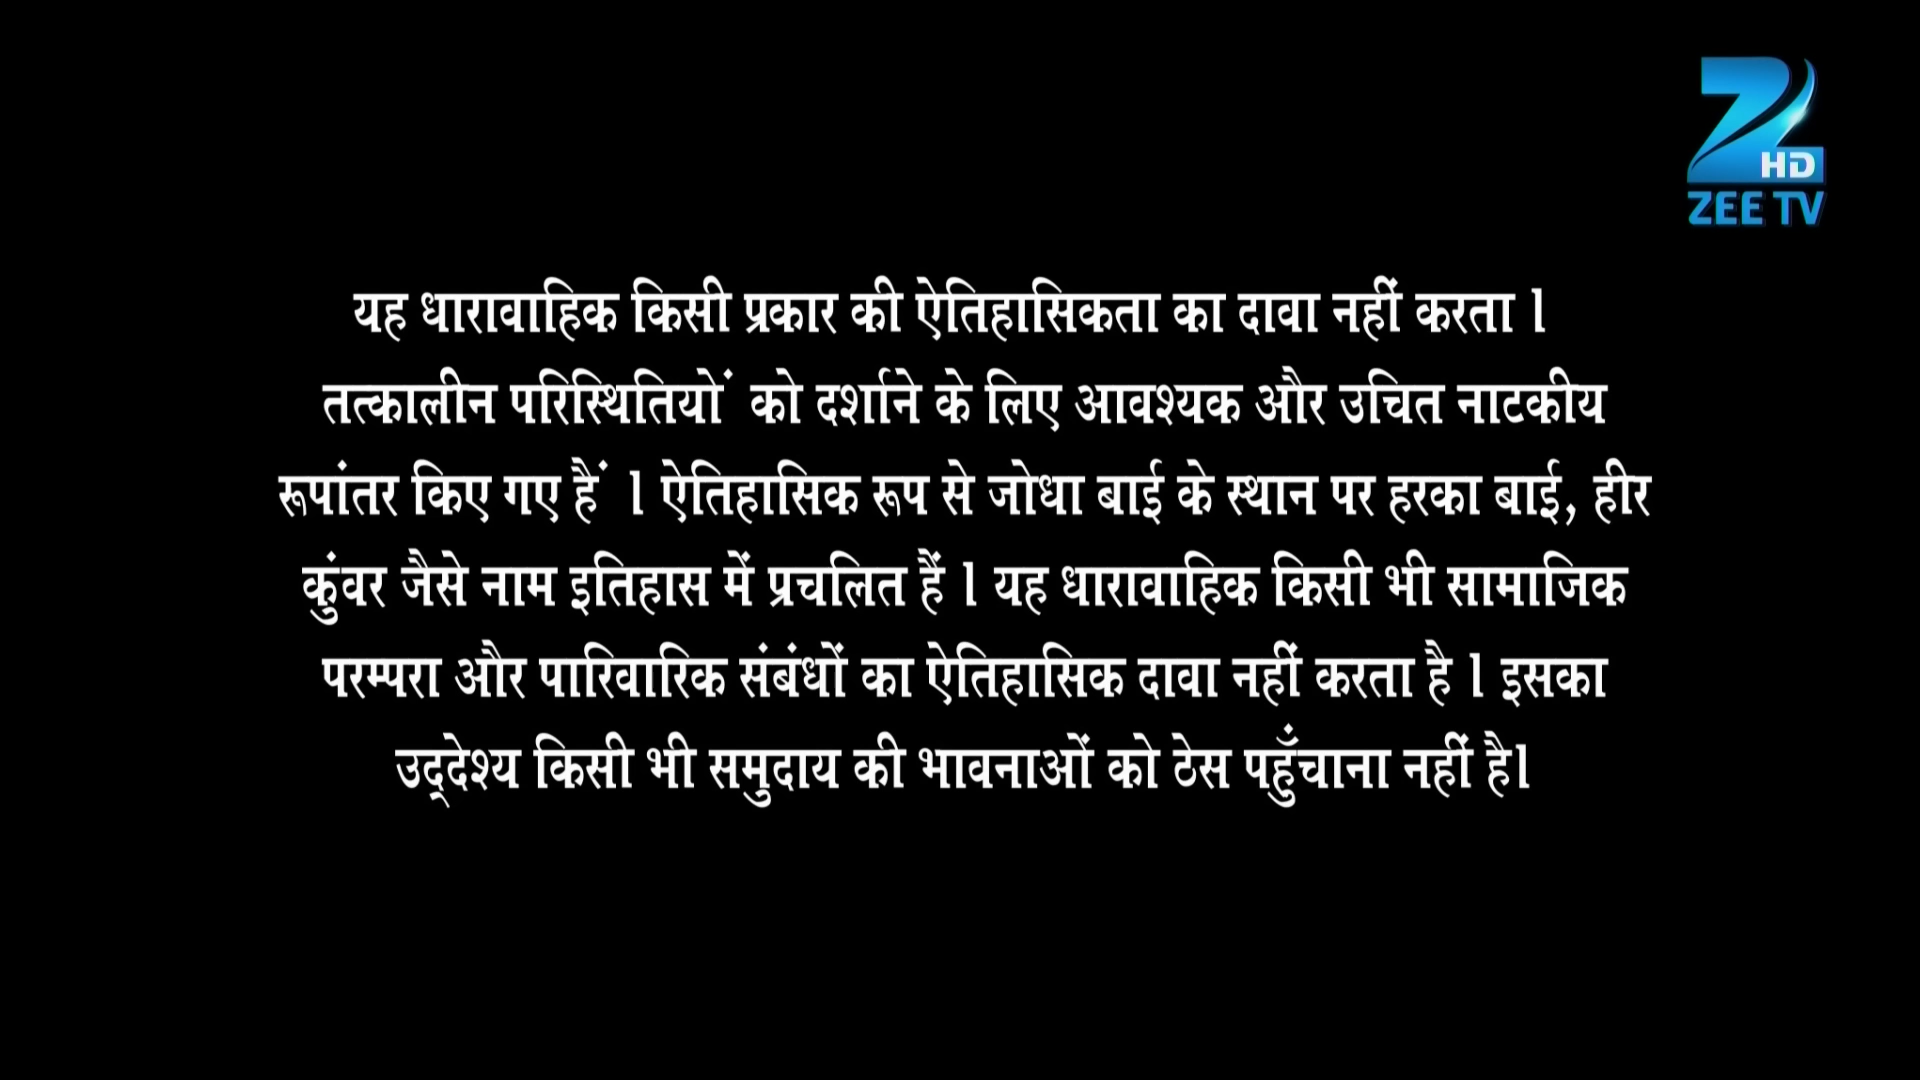 HD
ZEE TV
यह धारावाहिक किसी प्रकार की ऐतिहासिकता का दावा नहीं करता ।
तत्कालीन परिस्थितियों को दर्शाने के लिए आवश्यक और उचित नाटकीय
रूपांतर किए गए हैं । ऐतिहासिक रूप से जोधा बाई के स्थान पर हरका बाई, हीर
कुंवर जैसे नाम इतिहास में प्रचलित हैं । यह धारावाहिक किसी भी सामाजिक
परम्परा और पारिवारिक संबंधों का ऐतिहासिक दावा नहीं करता है । इसका
उद्‌देश्य किसी भी समुदाय की भावनाओं को ठेस पहुँचाना नहीं है।